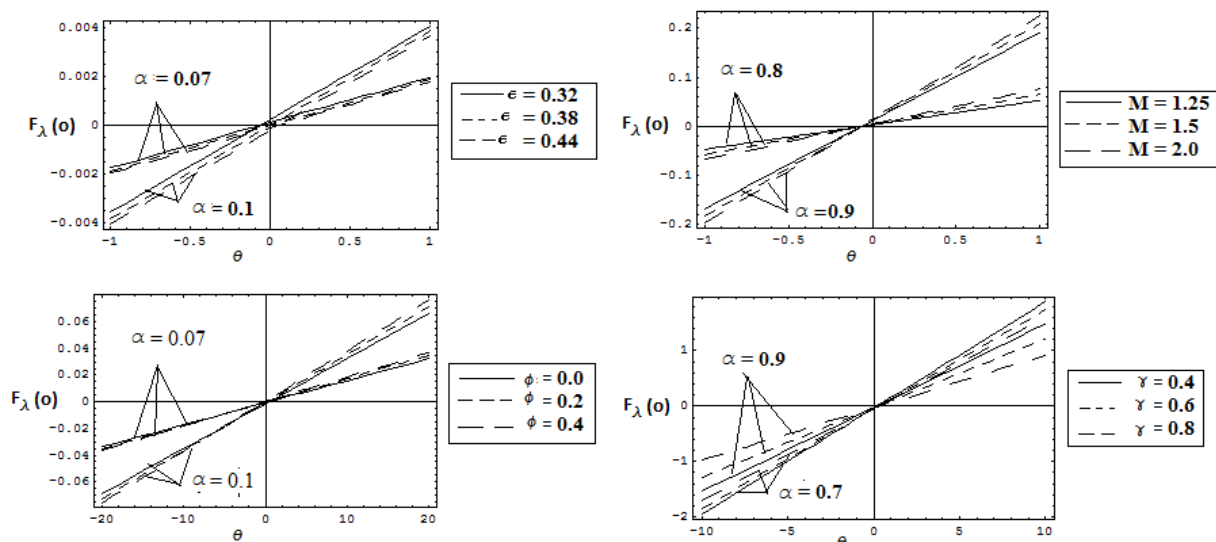 0.004
0.002
0
-0.002
-0.004
F λ (o)
α = 0.07
α = 0.1
-1 -0.5 0 0.5 1
θ
ϵ = 0.32
ϵ = 0.38
ϵ = 0.44
0.2
0.1
0
-0.1
-0.2
F λ (o)
α = 0.8
α = 0.9
-1 -0.5 0 0.5 1
θ
M = 1.25
M = 1.5
M = 2.0
0.06
0.04
0.02
0
-0.02
-0.04
-0.06
F λ (o)
α = 0.07
α = 0.1
-20 -10 0 10 20
θ
ϕ = 0.0
ϕ = 0.2
ϕ = 0.4
1
0
-1
-2
F λ (o)
α = 0.9
α = 0.7
-10 -5 0 5 10
θ
γ = 0.4
γ = 0.6
γ = 0.8